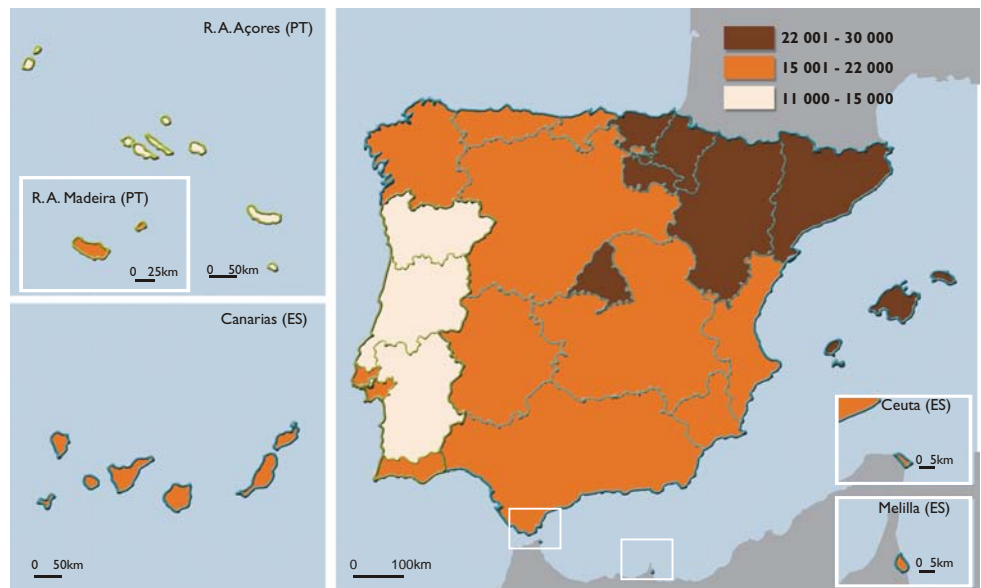 R.A.Açores (PT)
R.A. Madeira (PT)
0 25km
0 50km
Canarias (ES)
0 50km
22 001 - 30 000
15 001 - 22 000
11 000 - 15 000
Ceuta (ES)
0 5km
Melilla (ES)
0 5km
0 100km